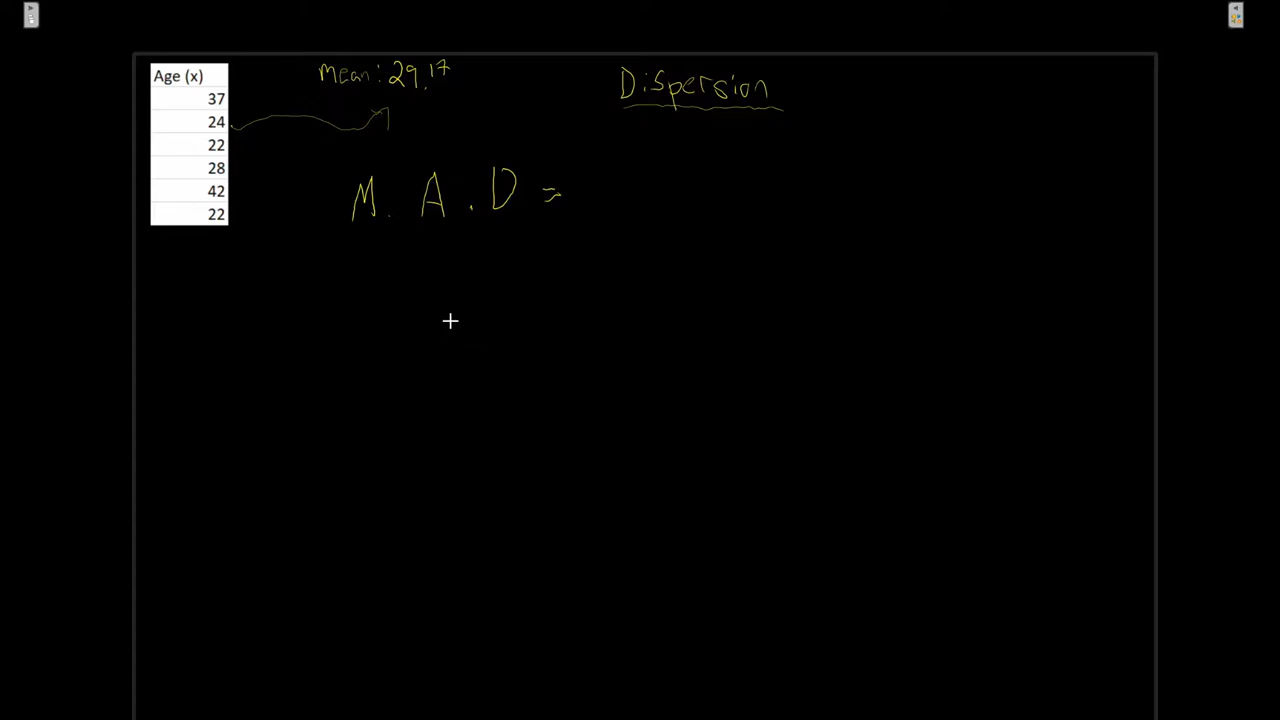 Age (x)
37
24
22
28
42
22
mean: 29.17
Dispersion
M. A. D =